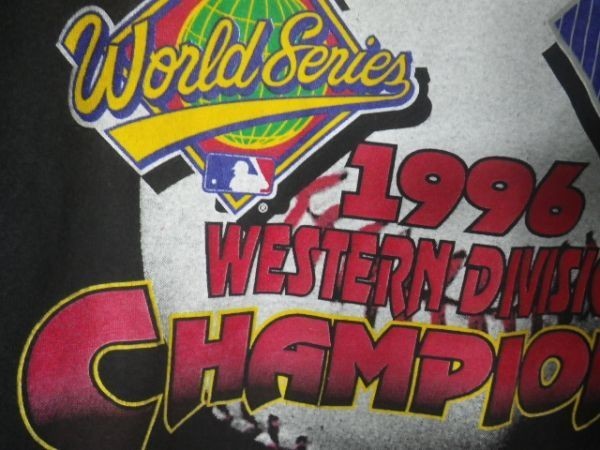 World Series
®
1996
WESTERN DIVISI
CHAMPIO